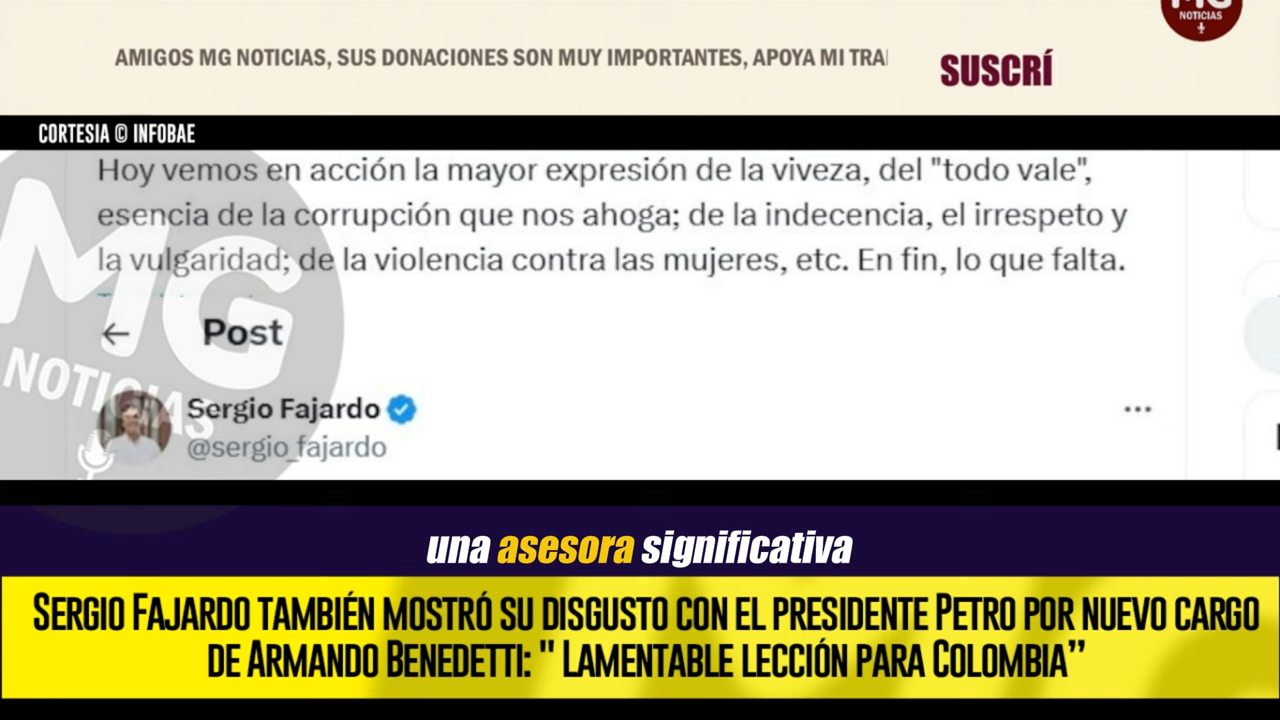 MG
NOTICIAS
AMIGOS MG NOTICIAS, SUS DONACIONES SON MUY IMPORTANTES, APOYA MI
SUSCRÍ
CORTESIA © INFOBAE
Hoy vemos en acción la mayor expresión de la viveza, del "todo vale",
esencia de la corrupción que nos ahoga; de la indecencia, el irrespeto y
la vulgaridad; de la violencia contra las mujeres, etc. En fin, lo que falta.
MG
NOTICIAS
← Post
Sergio Fajardo
@sergio_fajardo
una asesora significativa
SERGIO FAJARDO TAMBIÉN MOSTRÓ SU DISGUSTO CON EL PRESIDENTE PETRO POR NUEVO CARGO
DE ARMANDO BENEDETTI: " LAMENTABLE LECCIÓN PARA COLOMBIA”